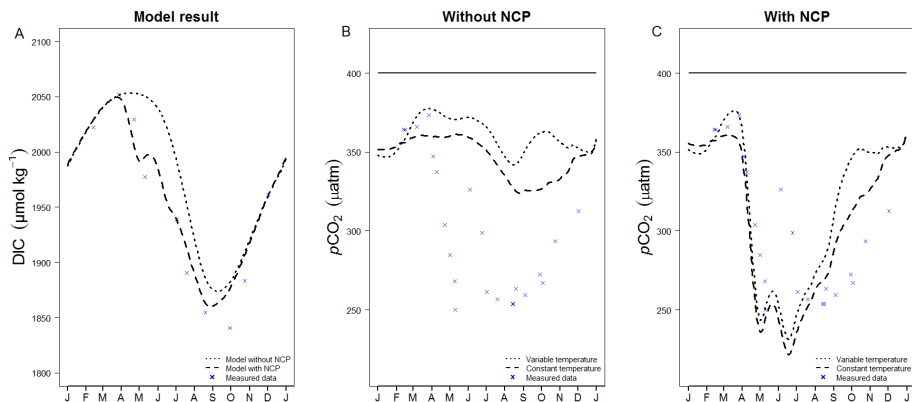 Model result
A
DIC (μmol kg⁻¹)
2100
2050
2000
1950
1900
1850
1800
Model without NCP
Model with NCP
Measured data
J F M A M J J A S O N D J
Without NCP
B
pCO₂ (μatm)
400
350
300
250
Variable temperature
Constant temperature
Measured data
J F M A M J J A S O N D J
With NCP
C
pCO₂ (μatm)
400
350
300
250
Variable temperature
Constant temperature
Measured data
J F M A M J J A S O N D J